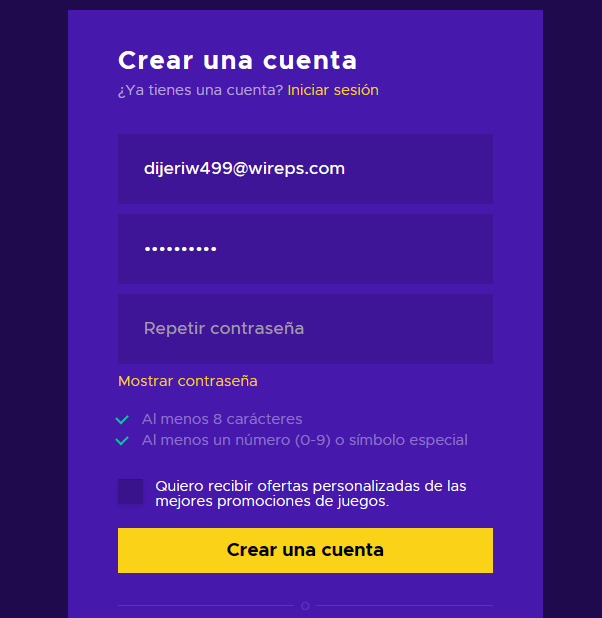 Crear una cuenta
¿Ya tienes una cuenta? Iniciar sesión
dijeriw499@wireps.com
••••••••••
Repetir contraseña
Mostrar contraseña
Al menos 8 carácteres
Al menos un número (0-9) o símbolo especial
Quiero recibir ofertas personalizadas de las
mejores promociones de juegos.
Crear una cuenta
O